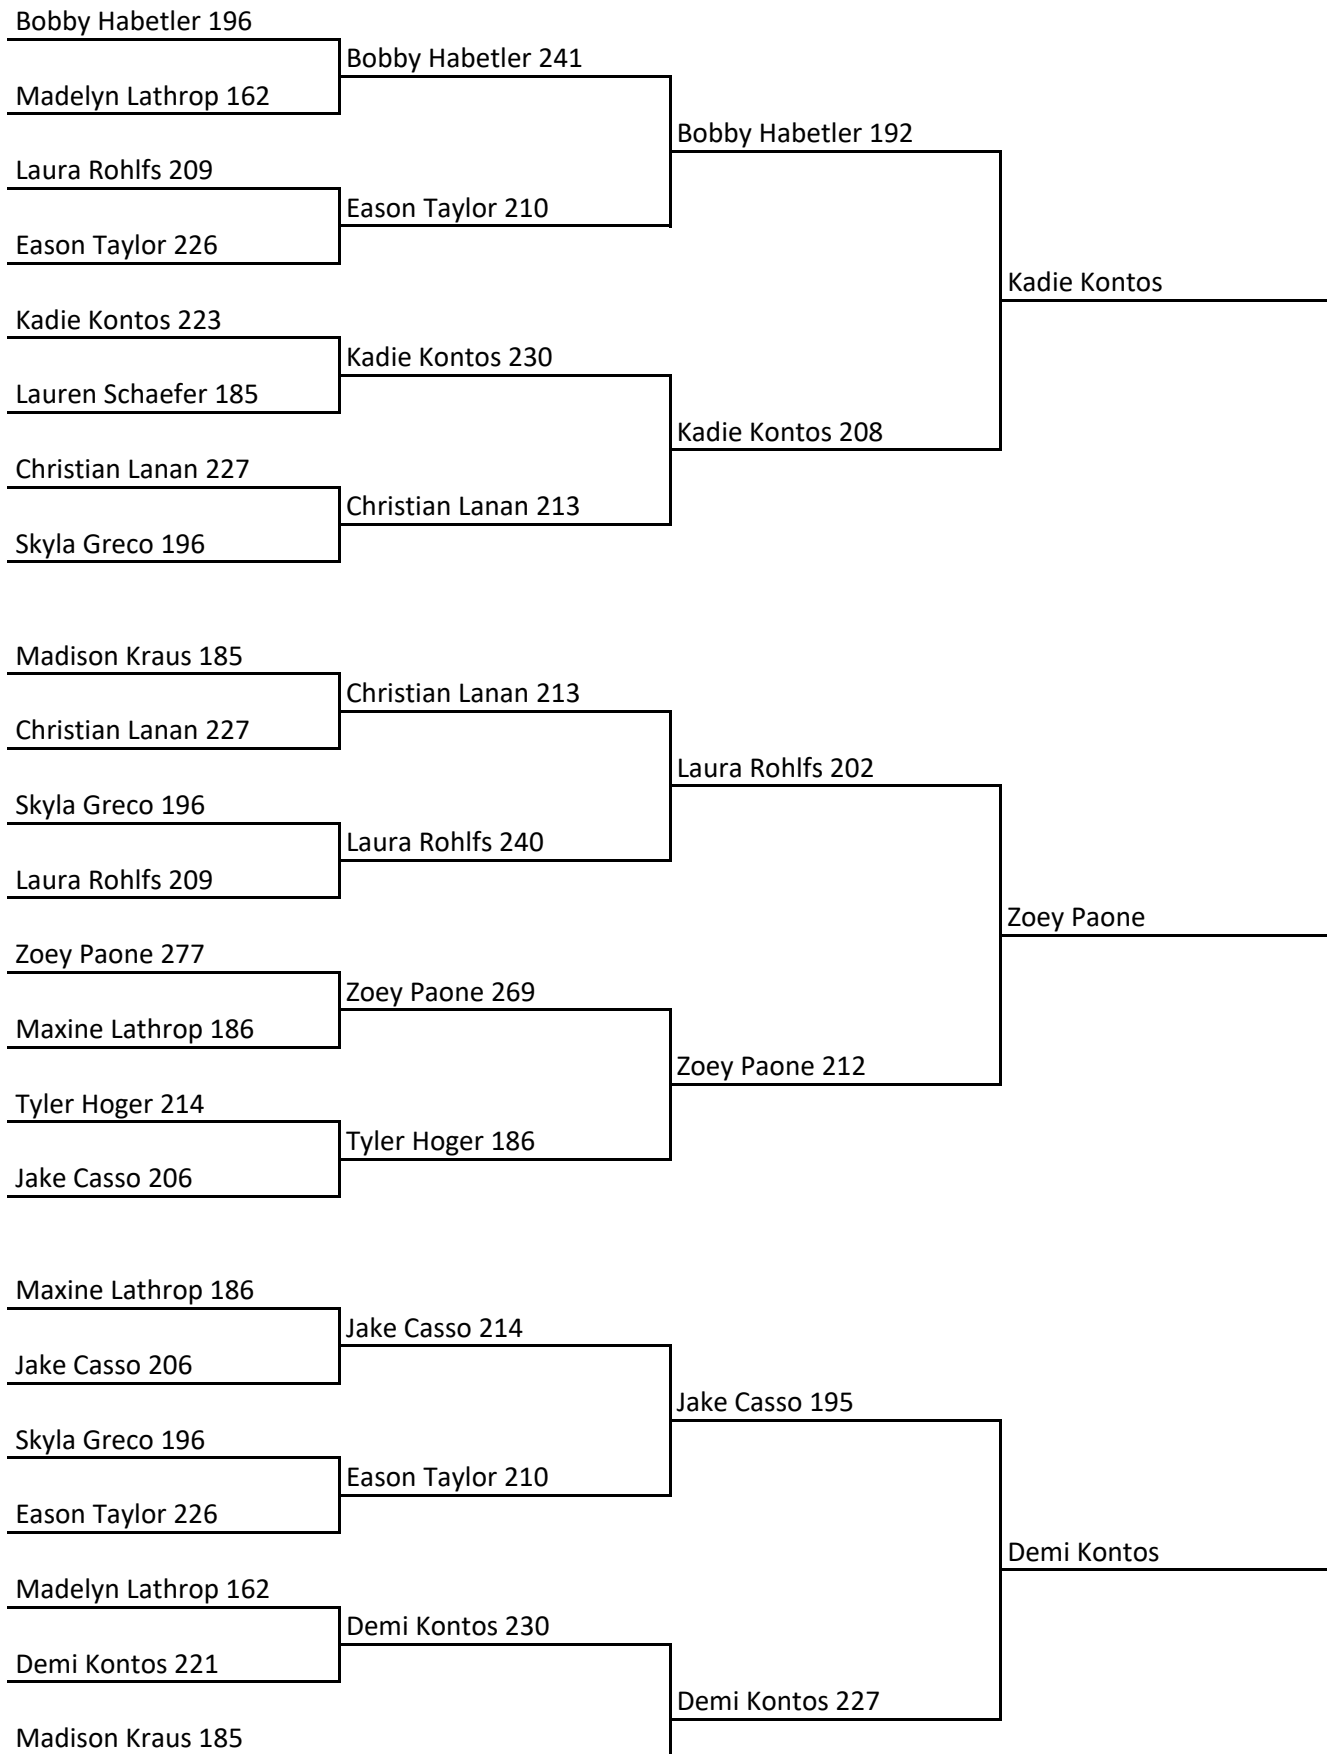 Bobby Habetler 196
Bobby Habetler 241
Madelyn Lathrop 162
Bobby Habetler 192
Laura Rohlfs 209
Eason Taylor 210
Eason Taylor 226
Kadie Kontos
Kadie Kontos 223
Kadie Kontos 230
Lauren Schaefer 185
Kadie Kontos 208
Christian Lanan 227
Christian Lanan 213
Skyla Greco 196
Madison Kraus 185
Christian Lanan 213
Christian Lanan 227
Laura Rohlfs 202
Skyla Greco 196
Laura Rohlfs 240
Laura Rohlfs 209
Zoey Paone
Zoey Paone 277
Zoey Paone 269
Maxine Lathrop 186
Zoey Paone 212
Tyler Hoger 214
Tyler Hoger 186
Jake Casso 206
Maxine Lathrop 186
Jake Casso 214
Jake Casso 206
Jake Casso 195
Skyla Greco 196
Eason Taylor 210
Eason Taylor 226
Demi Kontos
Madelyn Lathrop 162
Demi Kontos 230
Demi Kontos 221
Demi Kontos 227
Madison Kraus 185